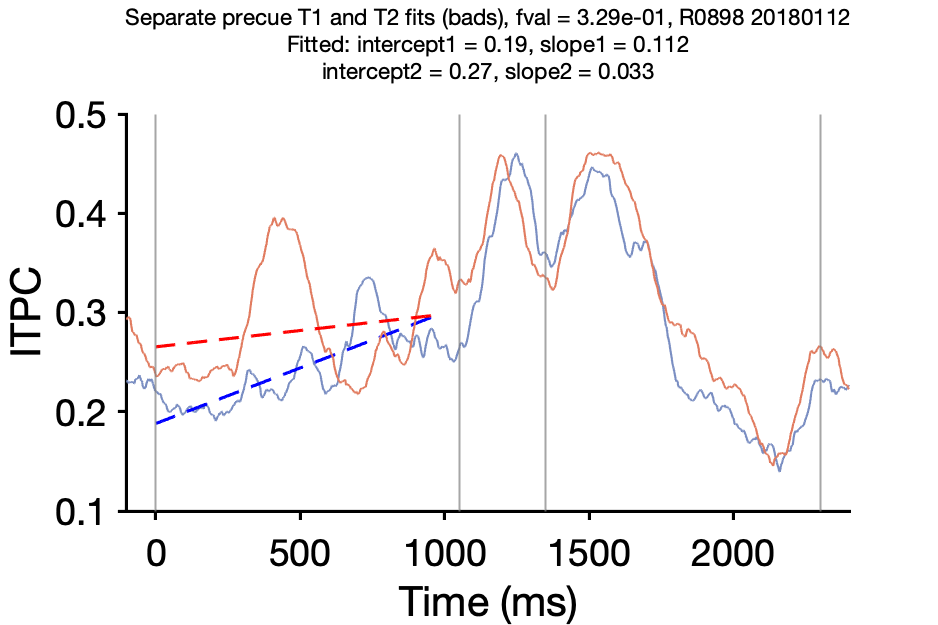 Separate precue T1 and T2 fits (bads), fval = 3.29e-01, R0898 20180112
Fitted: intercept1 = 0.19, slope1 = 0.112
intercept2 = 0.27, slope2 = 0.033
0.5
0.4
0.3
0.2
0.1
ITPC
0 500 1000 1500 2000
Time (ms)